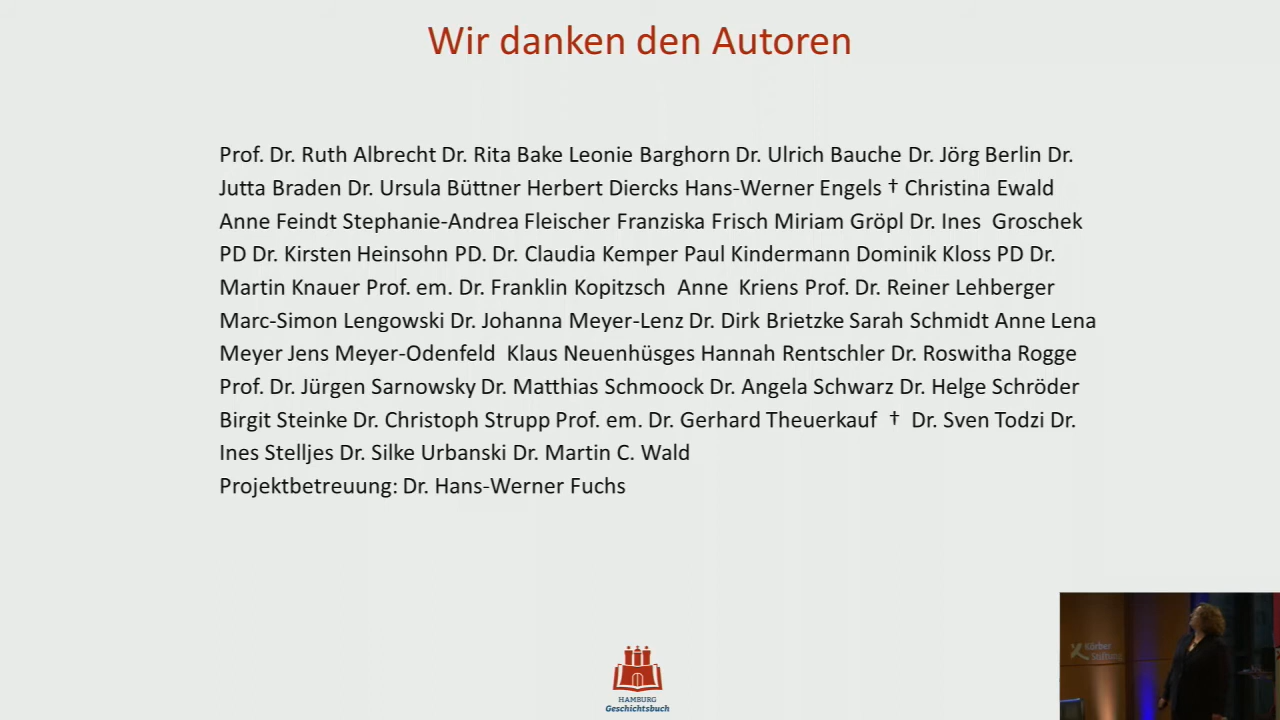 Wir danken den Autoren
Prof. Dr. Ruth Albrecht Dr. Rita Bake Leonie Barghorn Dr. Ulrich Bauche Dr. Jörg Berlin Dr.
Jutta Braden Dr. Ursula Büttner Herbert Diercks Hans-Werner Engels † Christina Ewald
Anne Feindt Stephanie-Andrea Fleischer Franziska Frisch Miriam Gröpl Dr. Ines  Groschek
PD Dr. Kirsten Heinsohn PD. Dr. Claudia Kemper Paul Kindermann Dominik Kloss PD Dr.
Martin Knauer Prof. em. Dr. Franklin Kopitzsch  Anne  Kriens Prof. Dr. Reiner Lehberger
Marc-Simon Lengowski Dr. Johanna Meyer-Lenz Dr. Dirk Brietzke Sarah Schmidt Anne Lena
Meyer Jens Meyer-Odenfeld  Klaus Neuenhüsges Hannah Rentschler Dr. Roswitha Rogge
Prof. Dr. Jürgen Sarnowsky Dr. Matthias Schmoock Dr. Angela Schwarz Dr. Helge Schröder
Birgit Steinke Dr. Christoph Strupp Prof. em. Dr. Gerhard Theuerkauf  †  Dr. Sven Todzi Dr.
Ines Stelljes Dr. Silke Urbanski Dr. Martin C. Wald
Projektbetreuung: Dr. Hans-Werner Fuchs
Körber
Stiftung
HAMBURG
Geschichtsbuch